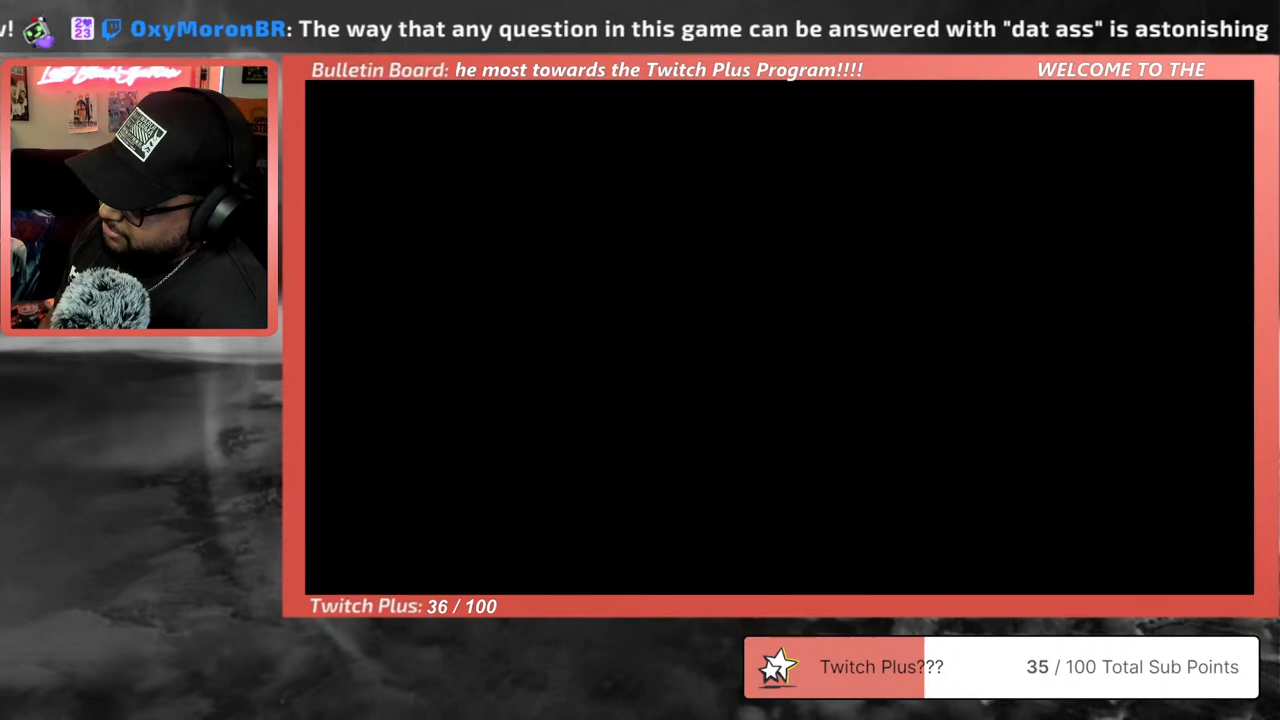 v! OxyMoronBR: The way that any question in this game can be answered with "dat ass" is astonishing
Bulletin Board: he most towards the Twitch Plus Program!!!! WELCOME TO THE
Twitch Plus: 36 / 100
Twitch Plus??? 35 / 100 Total Sub Points